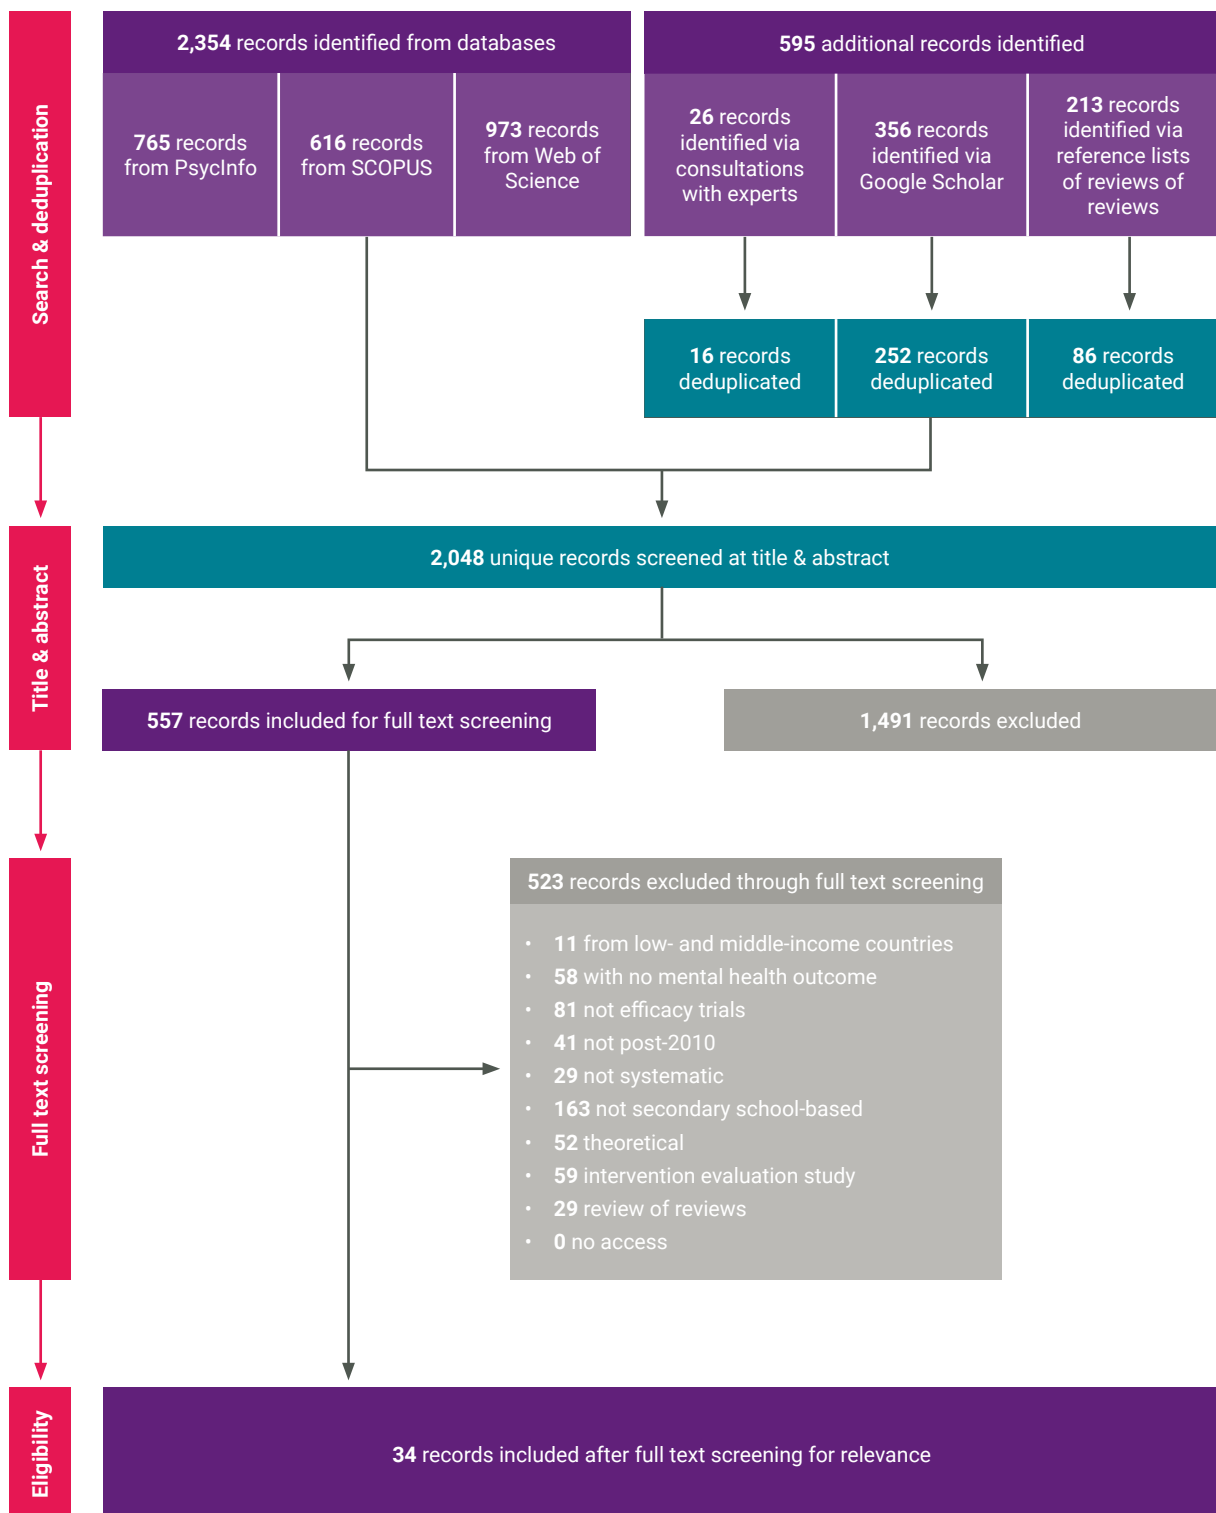 Search & deduplication
2,354 records identified from databases
765 records
from PsycInfo
616 records
from SCOPUS
973 records
from Web of
Science
595 additional records identified
26 records
identified via
consultations
with experts
356 records
identified via
Google Scholar
213 records
identified via
reference lists
of reviews of
reviews
16 records
deduplicated
252 records
deduplicated
86 records
deduplicated
Title & abstract
2,048 unique records screened at title & abstract
557 records included for full text screening
1,491 records excluded
Full text screening
523 records excluded through full text screening
• 11 from low- and middle-income countries
• 58 with no mental health outcome
• 81 not efficacy trials
• 41 not post-2010
• 29 not systematic
• 163 not secondary school-based
• 52 theoretical
• 59 intervention evaluation study
• 29 review of reviews
• 0 no access
Eligibility
34 records included after full text screening for relevance